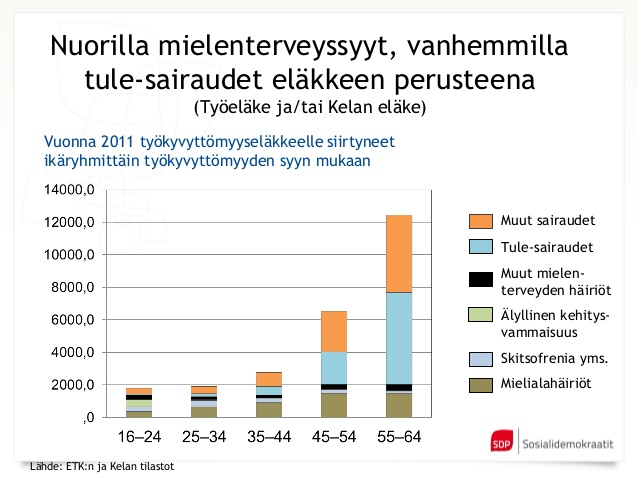 Nuorilla mielenterveyssyyt, vanhemmilla
tule-sairaudet eläkkeen perusteena
(Työeläke ja/tai Kelan eläke)
Vuonna 2011 työkyvyttömyyseläkkeelle siirtyneet
ikäryhmittäin työkyvyttömyyden syyn mukaan
14000,0
12000,0
10000,0
8000,0
6000,0
4000,0
2000,0
,0
16–24 25–34 35–44 45–54 55–64
Muut sairaudet
Tule-sairaudet
Muut mielen-
terveyden häiriöt
Älyllinen kehitys-
vammaisuus
Skitsofrenia yms.
Mielialahäiriöt
SDP Sosialidemokraatit
Lähde: ETK:n ja Kelan tilastot